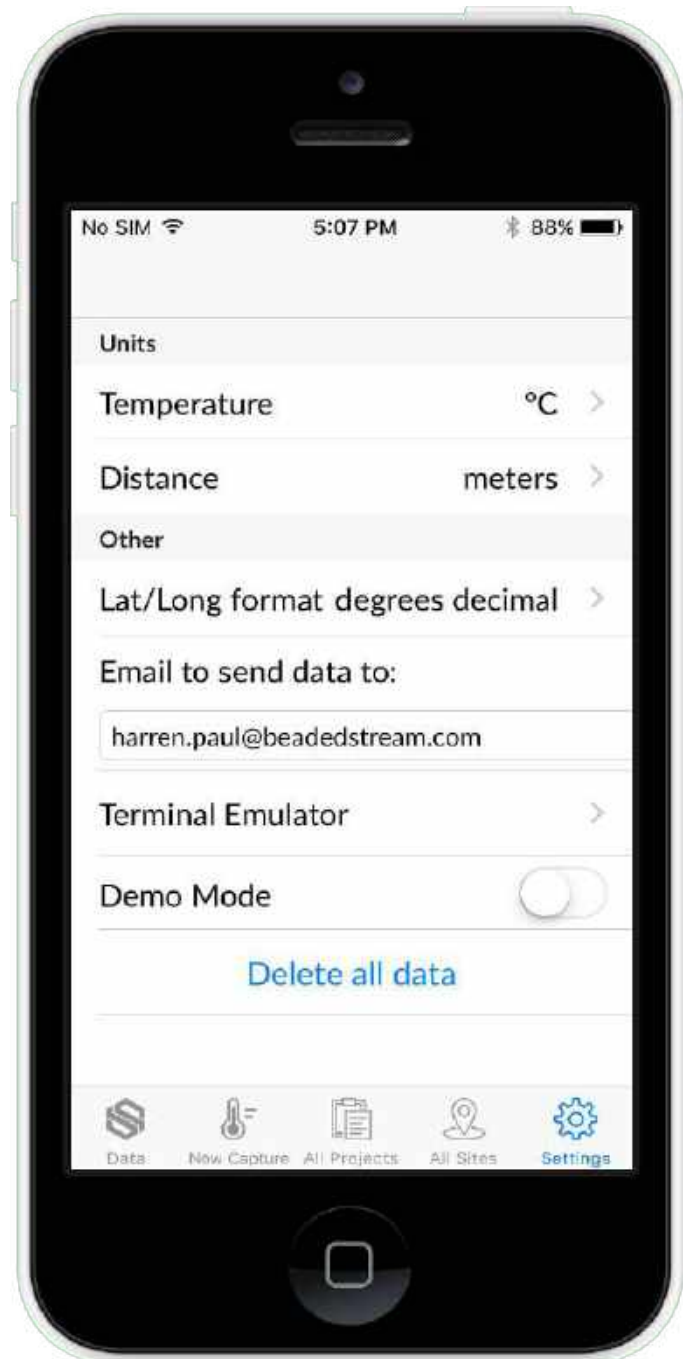 No SIM 5:07 PM 88%
Units
Temperature °C >
Distance meters >
Other
Lat/Long format degrees decimal >
Email to send data to:
harren.paul@beadedstream.com
Terminal Emulator >
Demo Mode
Delete all data
Data New Capture All Projects All Sites Settings